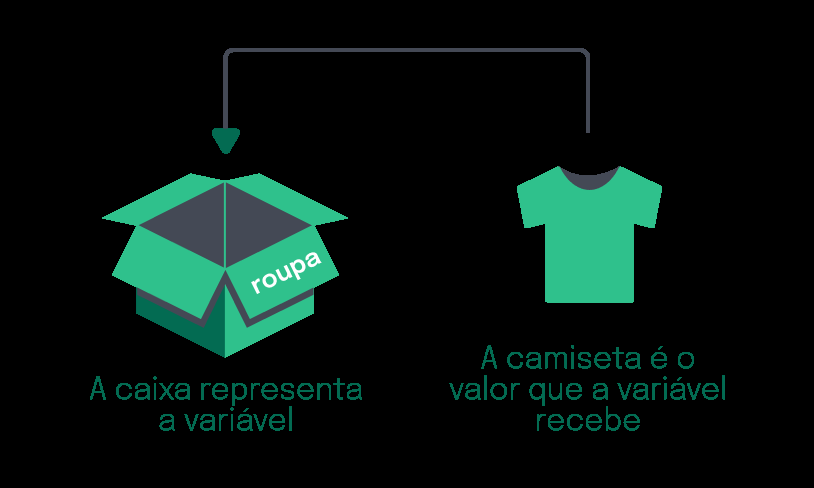 roupa
A caixa representa
a variável
A camiseta é o
valor que a variável
recebe